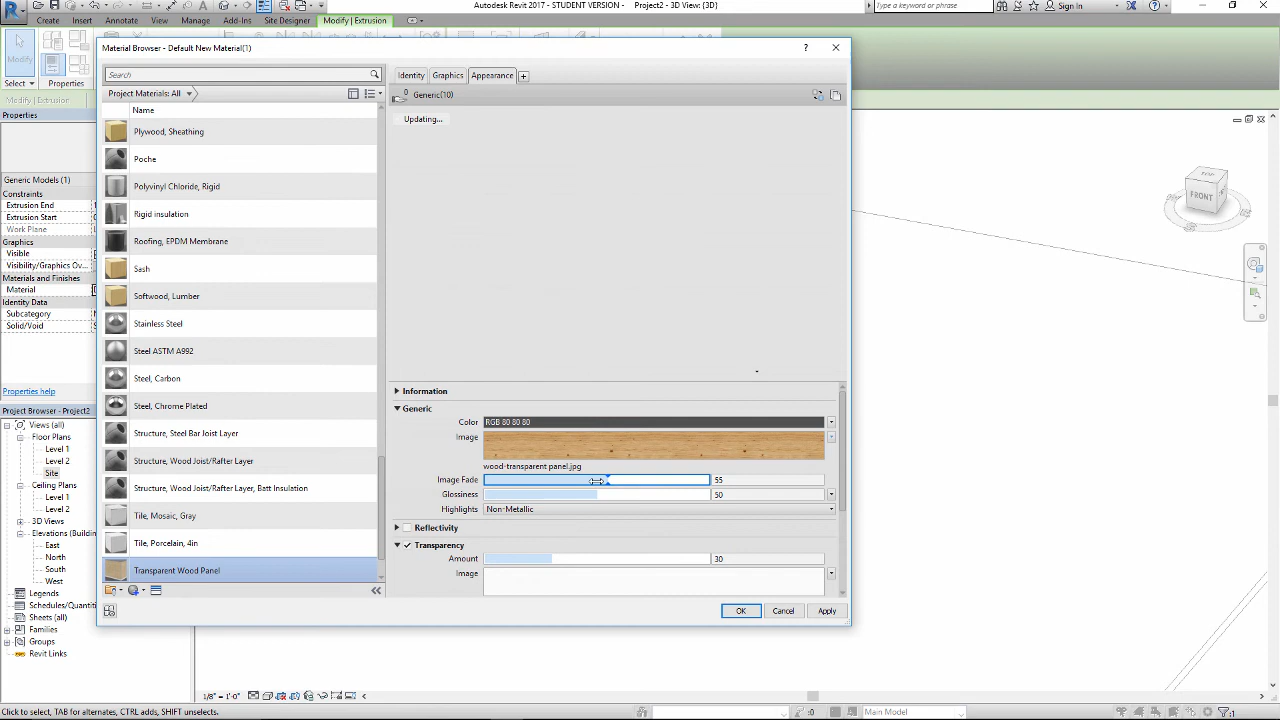 Autodesk Revit 2017 - STUDENT VERSION - Project2 - 3D View: {3D}
Type a keyword or phrase
Sign In
Create
Insert
Annotate
View
Manage
Site Designer
Modify | Extrusion
Modify
Select
Properties
Modify | Extrusion
Properties
Generic Models (1)
Constraints
Extrusion End
Extrusion Start
Work Plane
Graphics
Visible
Visibility/Graphics Ov...
Materials and Finishes
Material
Identity Data
Subcategory
Solid/Void
Properties help
Project Browser - Project2
Views (all)
Floor Plans
Level 1
Level 2
Site
Ceiling Plans
Level 1
Level 2
3D Views
Elevations (Building
East
North
South
West
Legends
Schedules/Quantit
Sheets (all)
Families
Groups
Revit Links
Material Browser - Default New Material(1)
?
Search
Project Materials: All
Name
Plywood, Sheathing
Poche
Polyvinyl Chloride, Rigid
Rigid insulation
Roofing, EPDM Membrane
Sash
Softwood, Lumber
Stainless Steel
Steel ASTM A992
Steel, Carbon
Steel, Chrome Plated
Structure, Steel Bar Joist Layer
Structure, Wood Joist/Rafter Layer
Structure, Wood Joist/Rafter Layer, Batt Insulation
Tile, Mosaic, Gray
Tile, Porcelain, 4in
Transparent Wood Panel
Identity
Graphics
Appearance
0
Generic(10)
Updating...
Information
Generic
Color RGB 80 80 80
Image
wood-transparent panel.jpg
Image Fade 55
Glossiness 50
Highlights Non-Metallic
Reflectivity
Transparency
Amount 30
Image
OK
Cancel
Apply
TOP
FRONT
1/8" = 1'-0"
Click to select, TAB for alternates, CTRL adds, SHIFT unselects.
:0
Main Model
:1